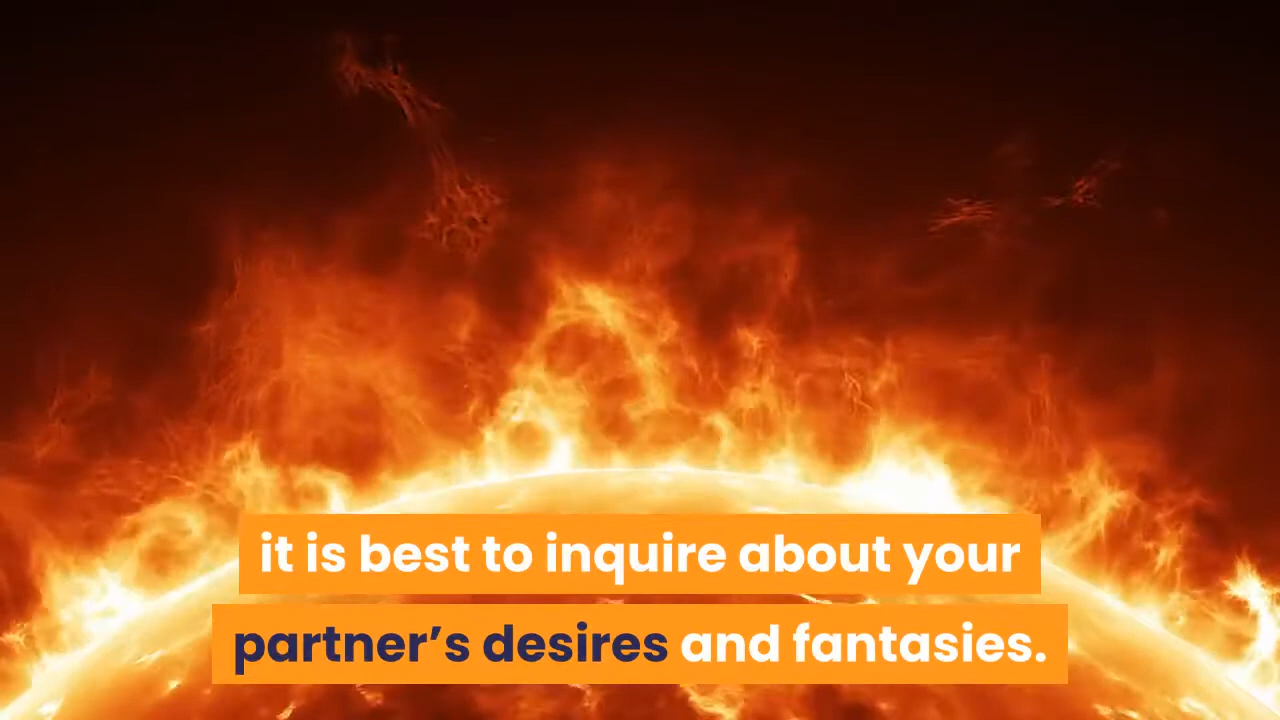 it is best to inquire about your
partner’s desires and fantasies.